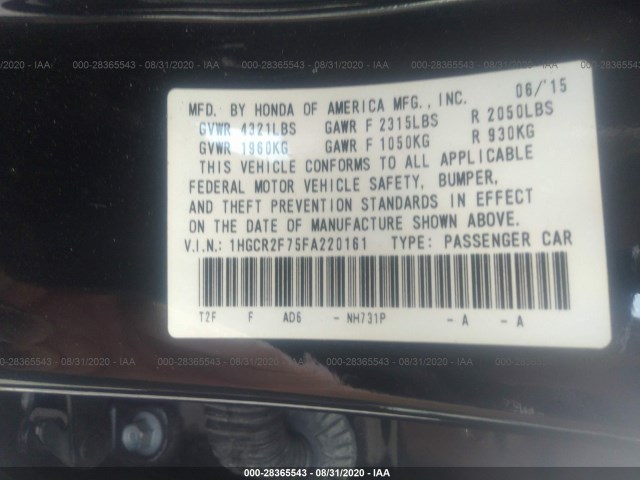 000-28365543 - 08/31/2020 - IAA
MFD. BY HONDA OF AMERICA MFG., INC. 06/'15
GVWR 4321LBS GAWR F 2315LBS R 2050LBS
GVWR 1960KG GAWR F 1050KG R 930KG
THIS VEHICLE CONFORMS TO ALL APPLICABLE
FEDERAL MOTOR VEHICLE SAFETY, BUMPER,
AND THEFT PREVENTION STANDARDS IN EFFECT
ON THE DATE OF MANUFACTURE SHOWN ABOVE.
V.I.N.: 1HGCR2F75FA220161 TYPE: PASSENGER CAR
T2F F AD6 - NH731P - A - A
000-28365543 - 08/31/2020 - IAA